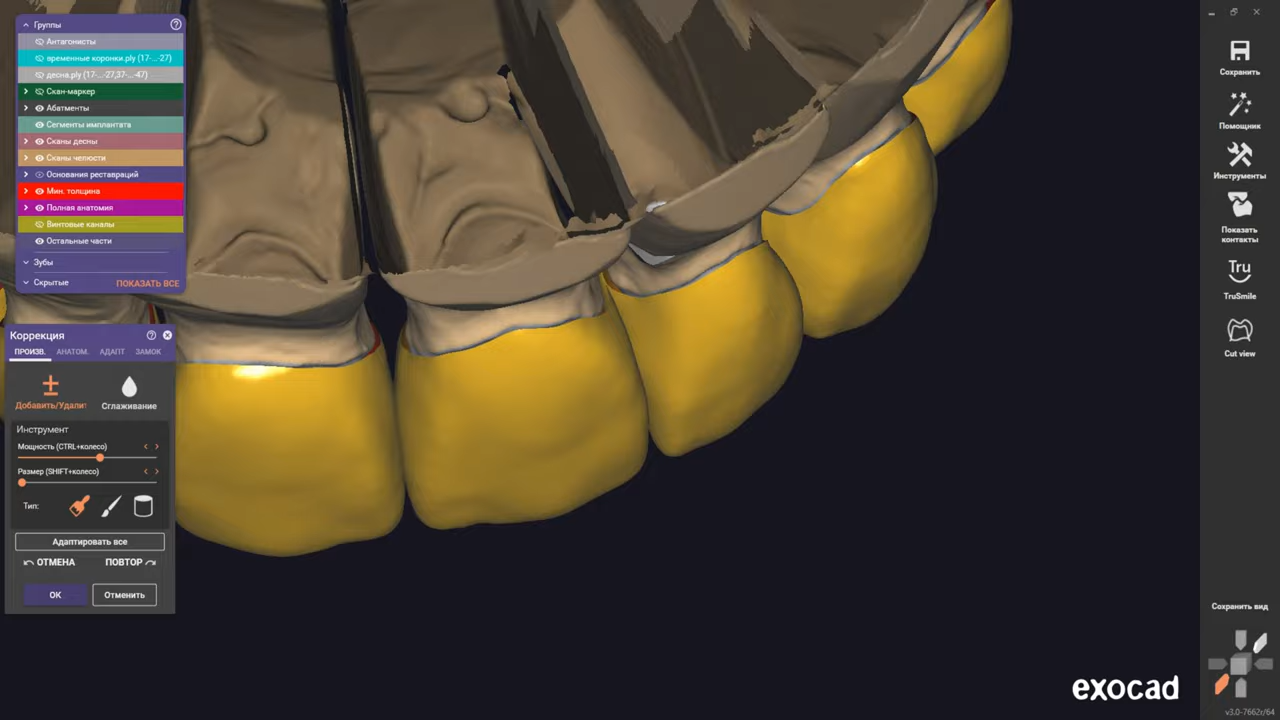 Группы
Антагонисты
временные коронки.ply (17-...-27)
десна.ply (17-...-27,37-...-47)
Скан-маркер
Абатменты
Сегменты имплантата
Сканы десны
Сканы челюсти
Основания реставраций
Мин. толщина
Полная анатомия
Винтовые каналы
Остальные части
Зубы
Скрытые ПОКАЗАТЬ ВСЕ
Коррекция
ПРОИЗВ. АНАТОМ. АДАПТ ЗАМОК
Добавить/Удалит Сглаживание
Инструмент
Мощность (CTRL+колесо)
Размер (SHIFT+колесо)
Тип:
Адаптировать все
ОТМЕНА ПОВТОР
ОК Отменить
Сохранить
Помощник
Инструменты
Показать
контакты
Tru
TruSmile
Cut view
Сохранить вид
exocad
v3.0-7662r/64